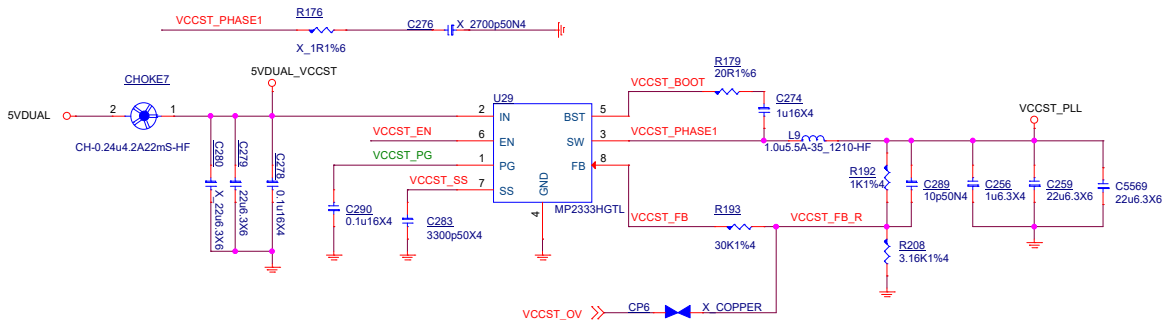 R176
VCCST_PHASE1
C276
X_2700p50N4
X_1R1%6
CHOKE7
5VDUAL_VCCST
5VDUAL
2
1
CH-0.24u4.2A22mS-HF
C280
X_22u6.3X6
C279
22u6.3X6
C278
0.1u16X4
VCCST_EN
VCCST_PG
VCCST_SS
C290
0.1u16X4
C283
3300p50X4
U29
2
IN
6
EN
1
PG
7
SS
BST
5
SW
3
FB
8
GND
4
MP2333HGTL
VCCST_BOOT
R179
20R1%6
C274
1u16X4
VCCST_PHASE1
L9
1.0u5.5A-35_1210-HF
VCCST_PLL
R192
1K1%4
C289
10p50N4
C256
1u6.3X4
C259
22u6.3X6
C5569
22u6.3X6
VCCST_FB
R193
30K1%4
VCCST_FB_R
R208
3.16K1%4
VCCST_OV
CP6
X_COPPER